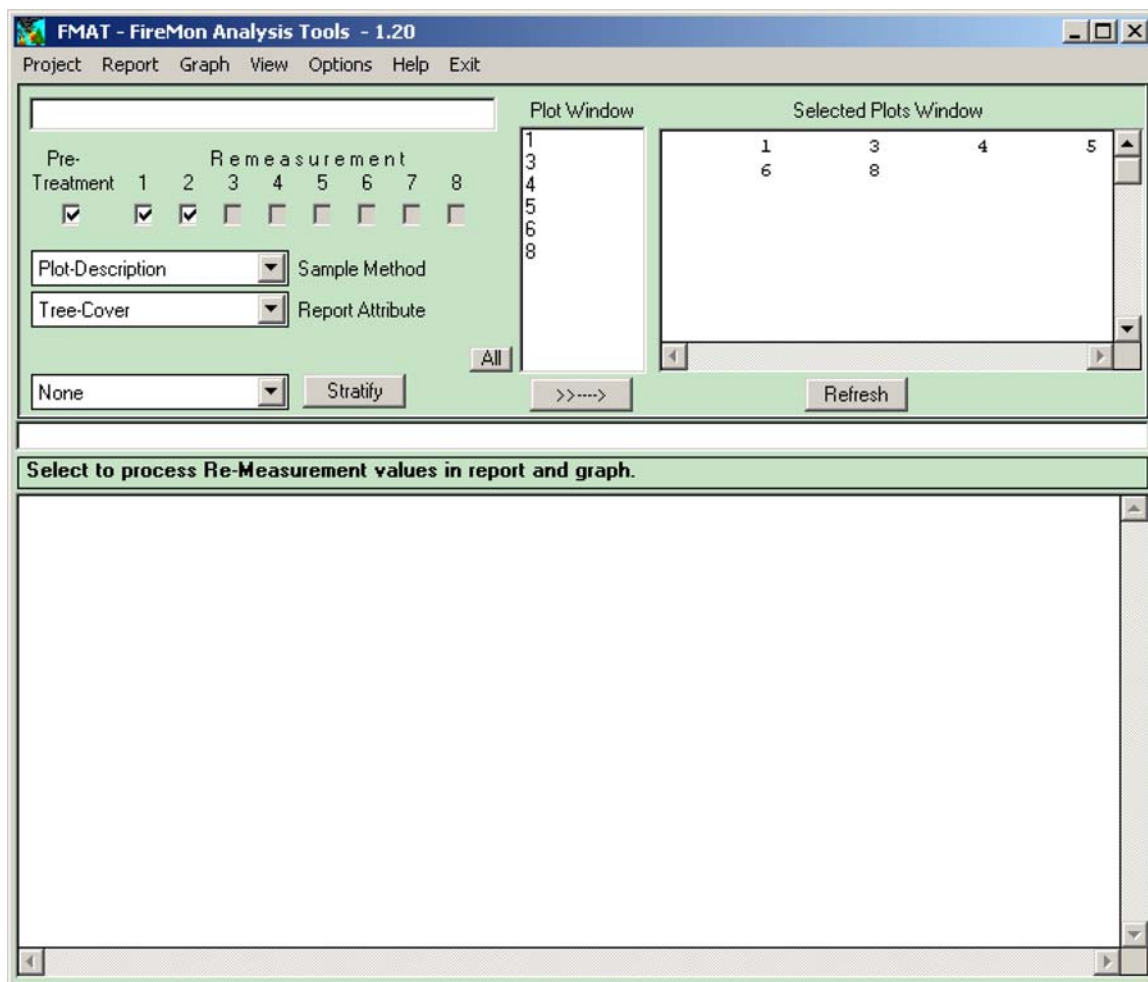 FMAT - FireMon Analysis Tools - 1.20
Project Report Graph View Options Help Exit
Plot Window
Selected Plots Window
Pre-
Treatment
Remeasurement
1 2 3 4 5 6 7 8
1
3
4
5
6
8
1 3 4 5
6 8
Plot-Description
Sample Method
Tree-Cover
Report Attribute
All
None
Stratify
>>---->
Refresh
Select to process Re-Measurement values in report and graph.